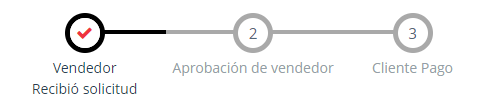 2 3
Vendedor Aprobación de vendedor Cliente Pago
Recibió solicitud